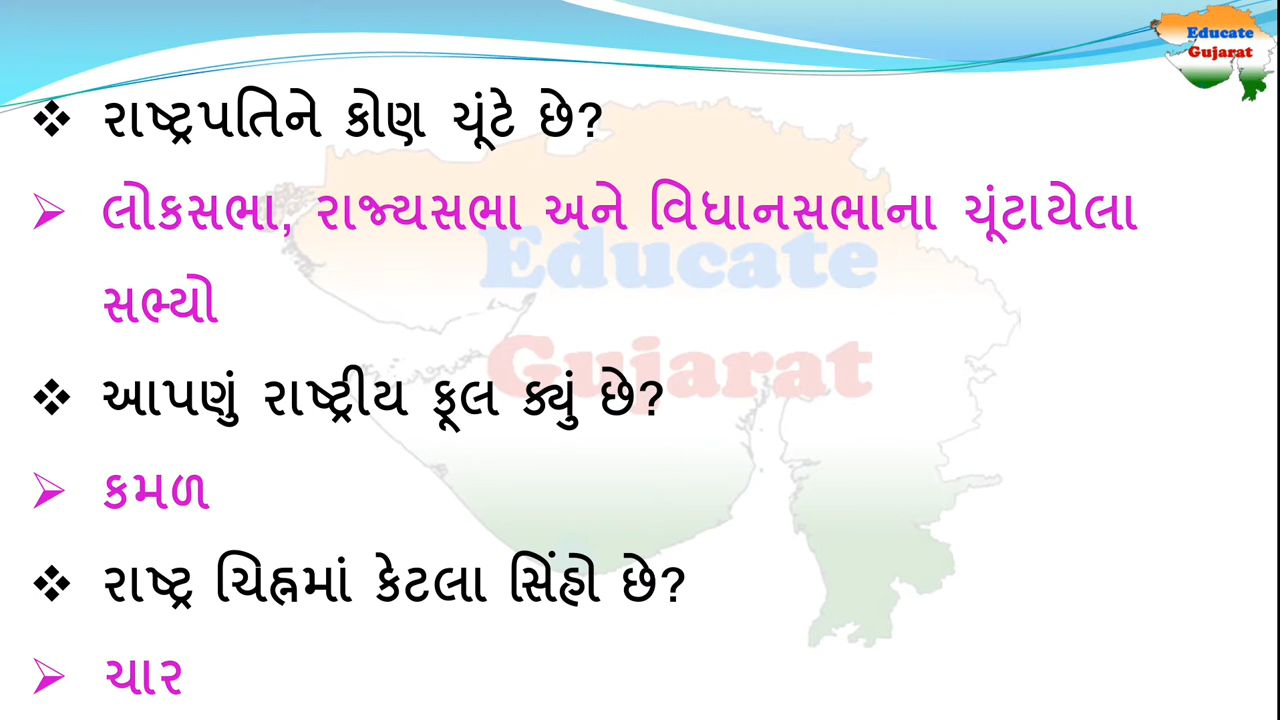 Educate
Gujarat
❖ રાષ્ટ્રપતિને કોણ ચૂંટે છે?
➢ લોકસભા, રાજ્યસભા અને વિધાનસભાના ચૂંટાયેલા
સભ્યો
Educate
Gujarat
❖ આપણું રાષ્ટ્રીય ફૂલ ક્યું છે?
➢ કમળ
❖ રાષ્ટ્ર ચિહ્નમાં કેટલા સિંહો છે?
➢ ચાર